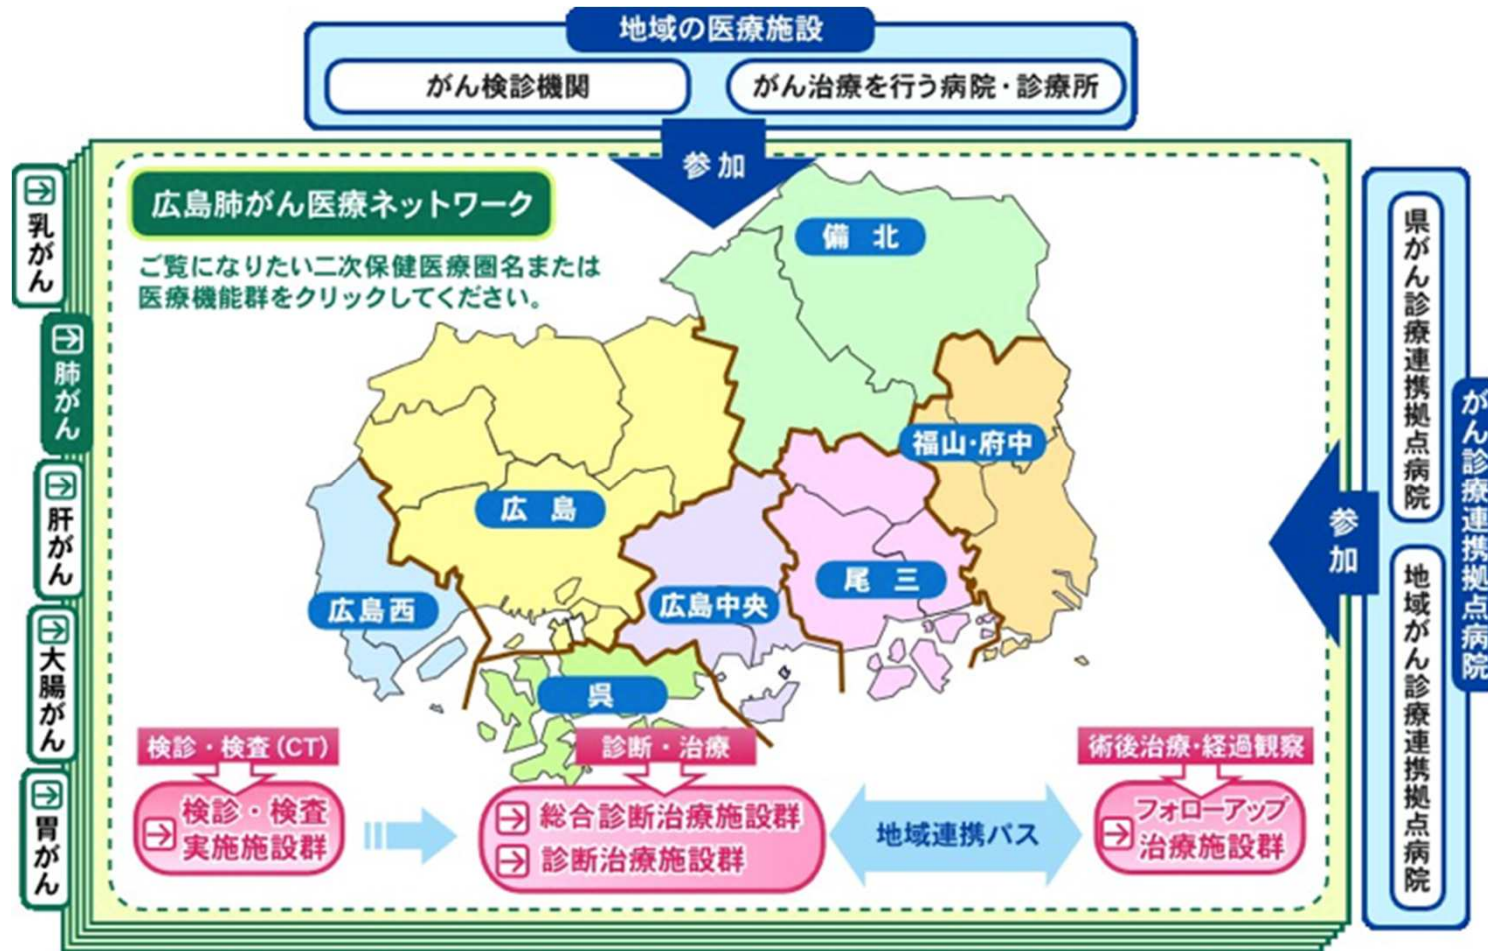 地域の医療施設
がん検診機関
がん治療を行う病院・診療所
参加
広島肺がん医療ネットワーク
ご覧になりたい二次保健医療圏名または
医療機能群をクリックしてください。
乳がん
肺がん
肝がん
大腸がん
胃がん
備北
福山・府中
広島
尾三
広島西
広島中央
呉
検診・検査(CT)
検診・検査
実施施設群
診断・治療
総合診断治療施設群
診断治療施設群
地域連携パス
術後治療・経過観察
フォローアップ
治療施設群
参加
県がん診療連携拠点病院
地域がん診療連携拠点病院
がん診療連携拠点病院